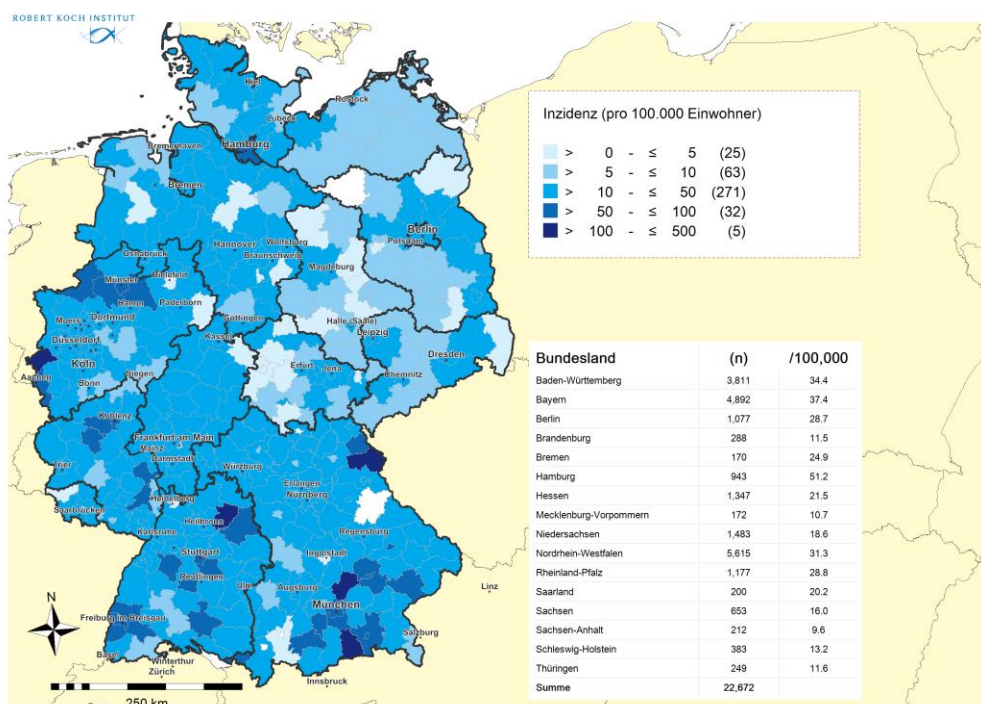 ROBERT KOCH INSTITUT
Kiel
Rostock
Lübeck
Bremerhaven
Hamburg
Bremen
Berlin
Potsdam
Hannover
Wolfsburg
Braunschweig
Magdeburg
Osnabrück
Bielefeld
Münster
Hamm
Paderborn
Moers
Dortmund
Göttingen
Halle (Saale)
Leipzig
Düsseldorf
Kassel
Dresden
Köln
Erfurt
Jena
Chemnitz
Aachen
Bonn
Siegen
Koblenz
Frankfurt am Main
Mainz
Trier
Darmstadt
Würzburg
Erlangen
Nürnberg
Saarbrücken
Heidelberg
Heilbronn
Karlsruhe
Regensburg
Stuttgart
Ingolstadt
Reutlingen
Ulm
Augsburg
Linz
München
Freiburg im Breisgau
Salzburg
Basel
Winterthur
Zürich
Innsbruck
N
250 km
Inzidenz (pro 100.000 Einwohner)
> 0 - ≤ 5 (25)
> 5 - ≤ 10 (63)
> 10 - ≤ 50 (271)
> 50 - ≤ 100 (32)
> 100 - ≤ 500 (5)
Bundesland (n) /100,000
Baden-Württemberg 3,811 34.4
Bayern 4,892 37.4
Berlin 1,077 28.7
Brandenburg 288 11.5
Bremen 170 24.9
Hamburg 943 51.2
Hessen 1,347 21.5
Mecklenburg-Vorpommern 172 10.7
Niedersachsen 1,483 18.6
Nordrhein-Westfalen 5,615 31.3
Rheinland-Pfalz 1,177 28.8
Saarland 200 20.2
Sachsen 653 16.0
Sachsen-Anhalt 212 9.6
Schleswig-Holstein 383 13.2
Thüringen 249 11.6
Summe 22,672